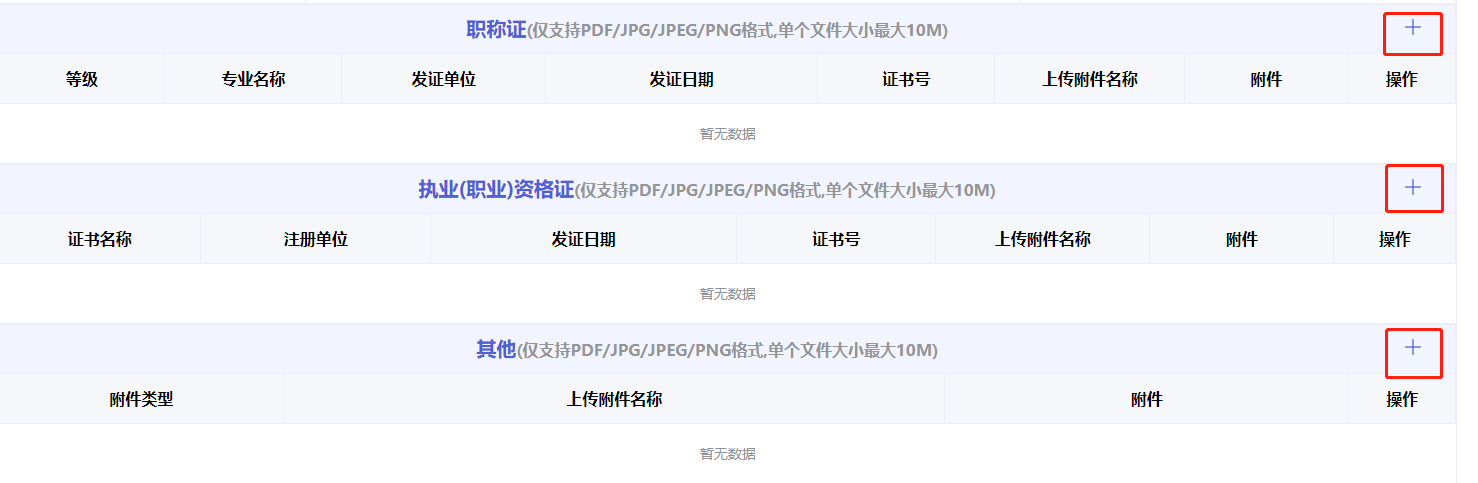 职称证(仅支持PDF/JPG/JPEG/PNG格式,单个文件大小最大10M)
等级 专业名称 发证单位 发证日期 证书号 上传附件名称 附件 操作
暂无数据
执业(职业)资格证(仅支持PDF/JPG/JPEG/PNG格式,单个文件大小最大10M)
证书名称 注册单位 发证日期 证书号 上传附件名称 附件 操作
暂无数据
其他(仅支持PDF/JPG/JPEG/PNG格式,单个文件大小最大10M)
附件类型 上传附件名称 附件 操作
暂无数据